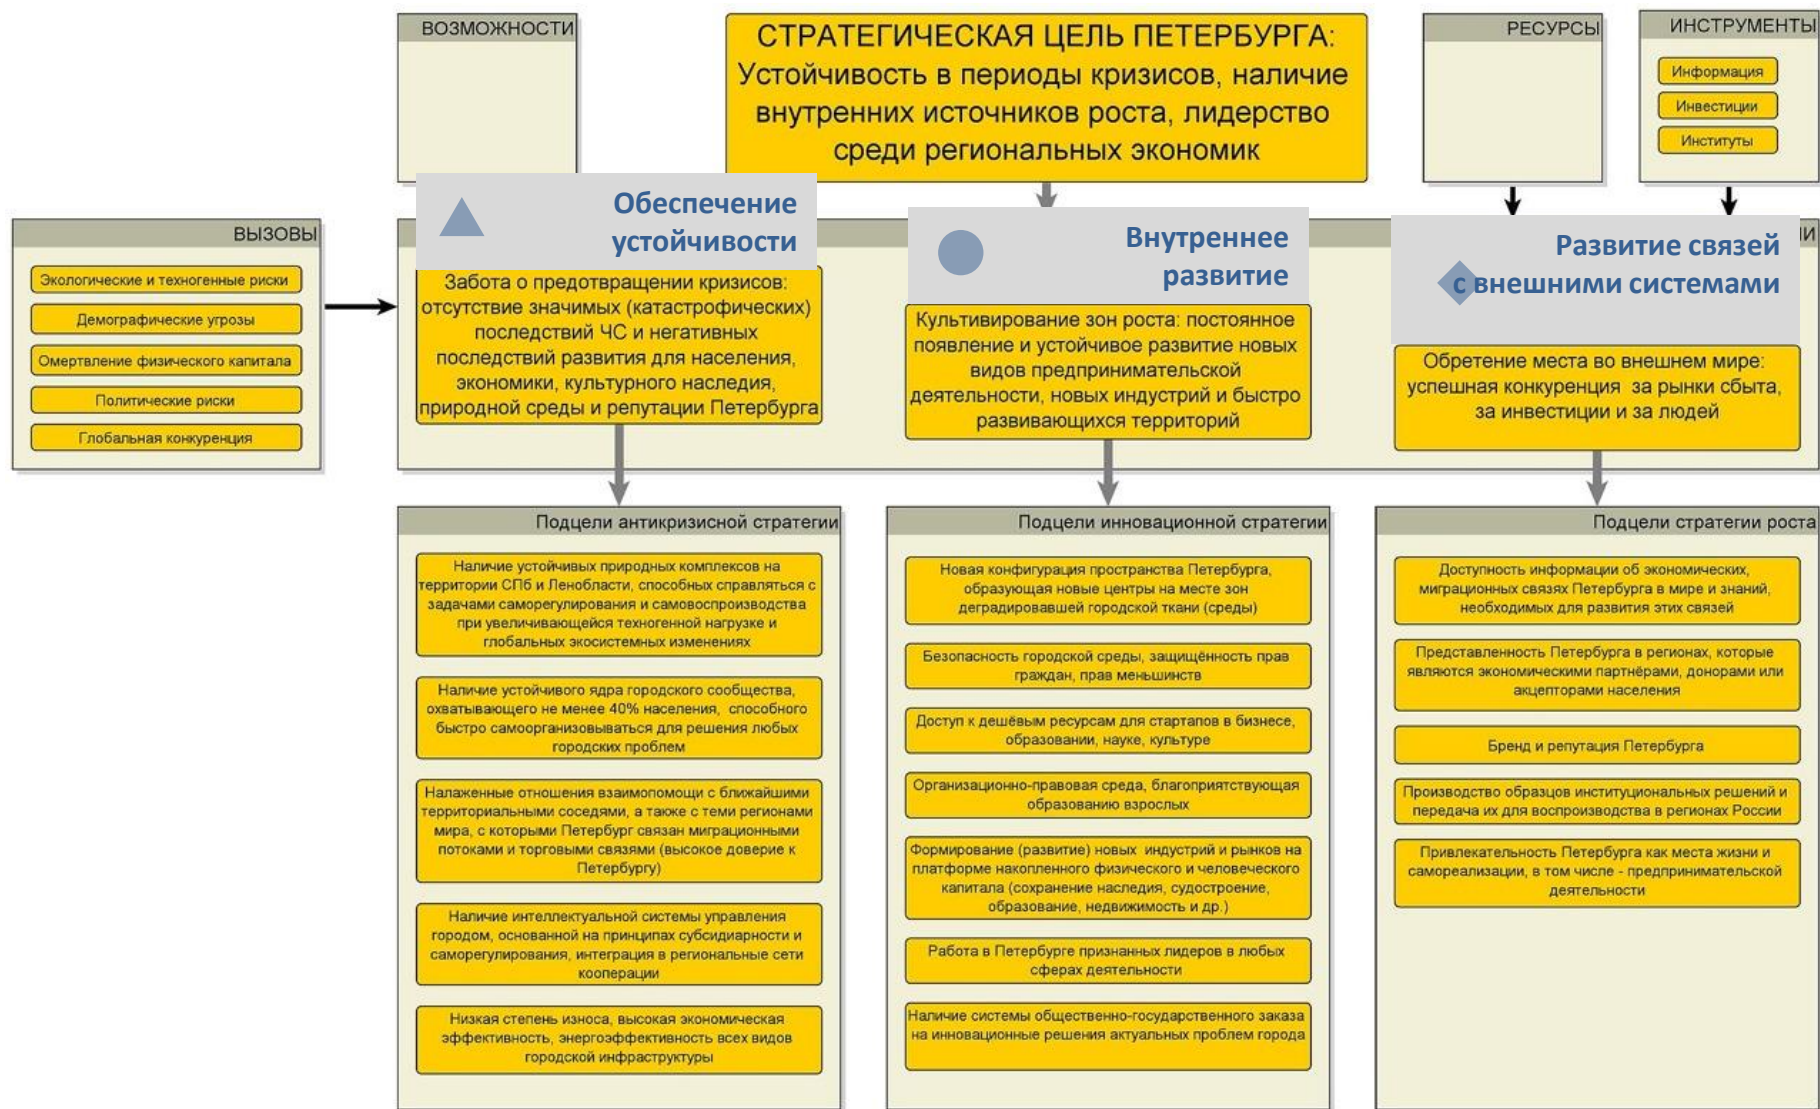 ВОЗМОЖНОСТИ
СТРАТЕГИЧЕСКАЯ ЦЕЛЬ ПЕТЕРБУРГА:
Устойчивость в периоды кризисов, наличие
внутренних источников роста, лидерство
среди региональных экономик
РЕСУРСЫ
ИНСТРУМЕНТЫ
Информация
Инвестиции
Институты
ВЫЗОВЫ
Экологические и техногенные риски
Демографические угрозы
Омертвление физического капитала
Политические риски
Глобальная конкуренция
Обеспечение
устойчивости
Забота о предотвращении кризисов:
отсутствие значимых (катастрофических)
последствий ЧС и негативных
последствий развития для населения,
экономики, культурного наследия,
природной среды и репутации Петербурга
Внутреннее
развитие
Культивирование зон роста: постоянное
появление и устойчивое развитие новых
видов предпринимательской
деятельности, новых индустрий и быстро
развивающихся территорий
Развитие связей
с внешними системами
Обретение места во внешнем мире:
успешная конкуренция за рынки сбыта,
за инвестиции и за людей
Подцели антикризисной стратегии
Наличие устойчивых природных комплексов на
территории СПб и Ленобласти, способных справляться с
задачами саморегулирования и самовоспроизводства
при увеличивающейся техногенной нагрузке и
глобальных экосистемных изменениях
Наличие устойчивого ядра городского сообщества,
охватывающего не менее 40% населения, способного
быстро самоорганизовываться для решения любых
городских проблем
Налаженные отношения взаимопомощи с ближайшими
территориальными соседями, а также с теми регионами
мира, с которыми Петербург связан миграционными
потоками и торговыми связями (высокое доверие к
Петербургу)
Наличие интеллектуальной системы управления
городом, основанной на принципах субсидиарности и
саморегулирования, интеграция в региональные сети
кооперации
Низкая степень износа, высокая экономическая
эффективность, энергоэффективность всех видов
городской инфраструктуры
Подцели инновационной стратегии
Новая конфигурация пространства Петербурга,
образующая новые центры на месте зон
деградировавшей городской ткани (среды)
Безопасность городской среды, защищённость прав
граждан, прав меньшинств
Доступ к дешёвым ресурсам для стартапов в бизнесе,
образовании, науке, культуре
Организационно-правовая среда, благоприятствующая
образованию взрослых
Формирование (развитие) новых индустрий и рынков на
платформе накопленного физического и человеческого
капитала (сохранение наследия, судостроение,
образование, недвижимость и др.)
Работа в Петербурге признанных лидеров в любых
сферах деятельности
Наличие системы общественно-государственного заказа
на инновационные решения актуальных проблем города
Подцели стратегии роста
Доступность информации об экономических,
миграционных связях Петербурга в мире и знаний,
необходимых для развития этих связей
Представленность Петербурга в регионах, которые
являются экономическими партнёрами, донорами или
акцепторами населения
Бренд и репутация Петербурга
Производство образцов институциональных решений и
передача их для воспроизводства в регионах России
Привлекательность Петербурга как места жизни и
самореализации, в том числе - предпринимательской
деятельности